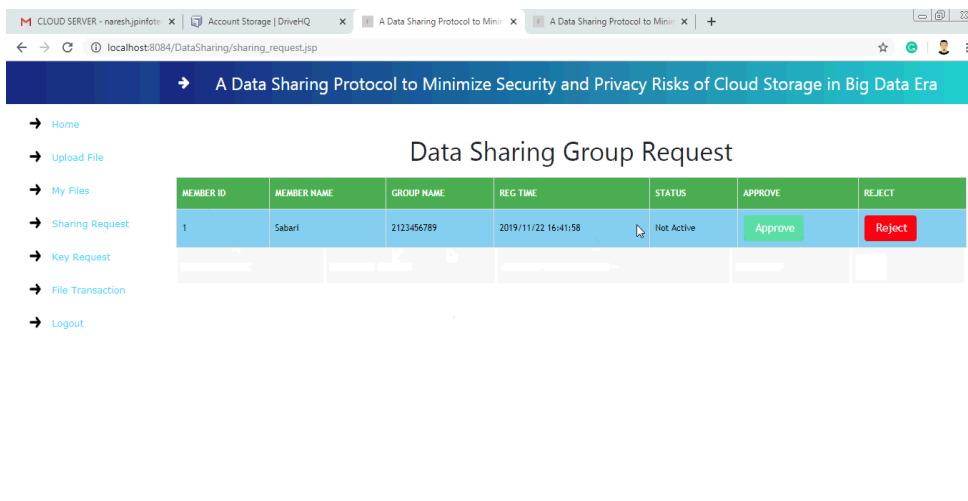 CLOUD SERVER - naresh.jpinfote
Account Storage | DriveHQ
A Data Sharing Protocol to Minim
A Data Sharing Protocol to Minim
localhost:8084/DataSharing/sharing_request.jsp
A Data Sharing Protocol to Minimize Security and Privacy Risks of Cloud Storage in Big Data Era
Home
Upload File
My Files
Sharing Request
Key Request
File Transaction
Logout
Data Sharing Group Request
MEMBER ID MEMBER NAME GROUP NAME REG TIME STATUS APPROVE REJECT
1 Sabari 2123456789 2019/11/22 16:41:58 Not Active Approve Reject